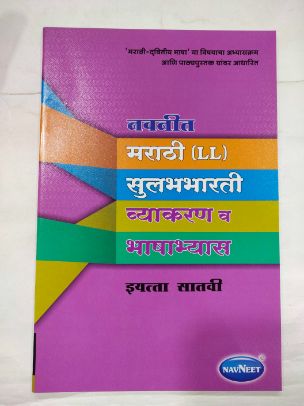 'मराठी-द्वितीय भाषा' या विषयाचा अभ्यासक्रम
आणि पाठ्यपुस्तक यांवर आधारित
नवनीत
मराठी (LL)
सुलभभारती
व्याकरण व
भाषाभ्यास
इयत्ता सातवी
NAVNEET